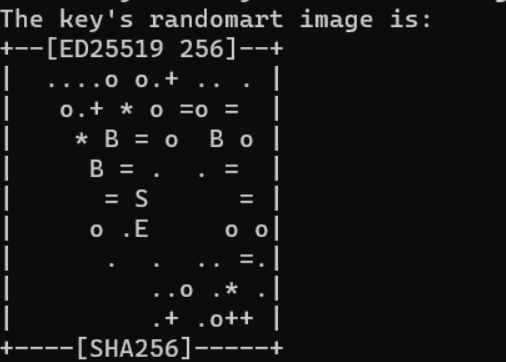 The key's randomart image is:
+--[ED25519 256]--+
|  ....o o.+ .. . |
|   o.+ * o =o =  |
|    * B = o  B o |
|     B = .  . =  |
|      = S      = |
|     o .E     o o|
|      .  .  .. =.|
|         ..o .* .|
|         .+ .o++ |
+----[SHA256]-----+